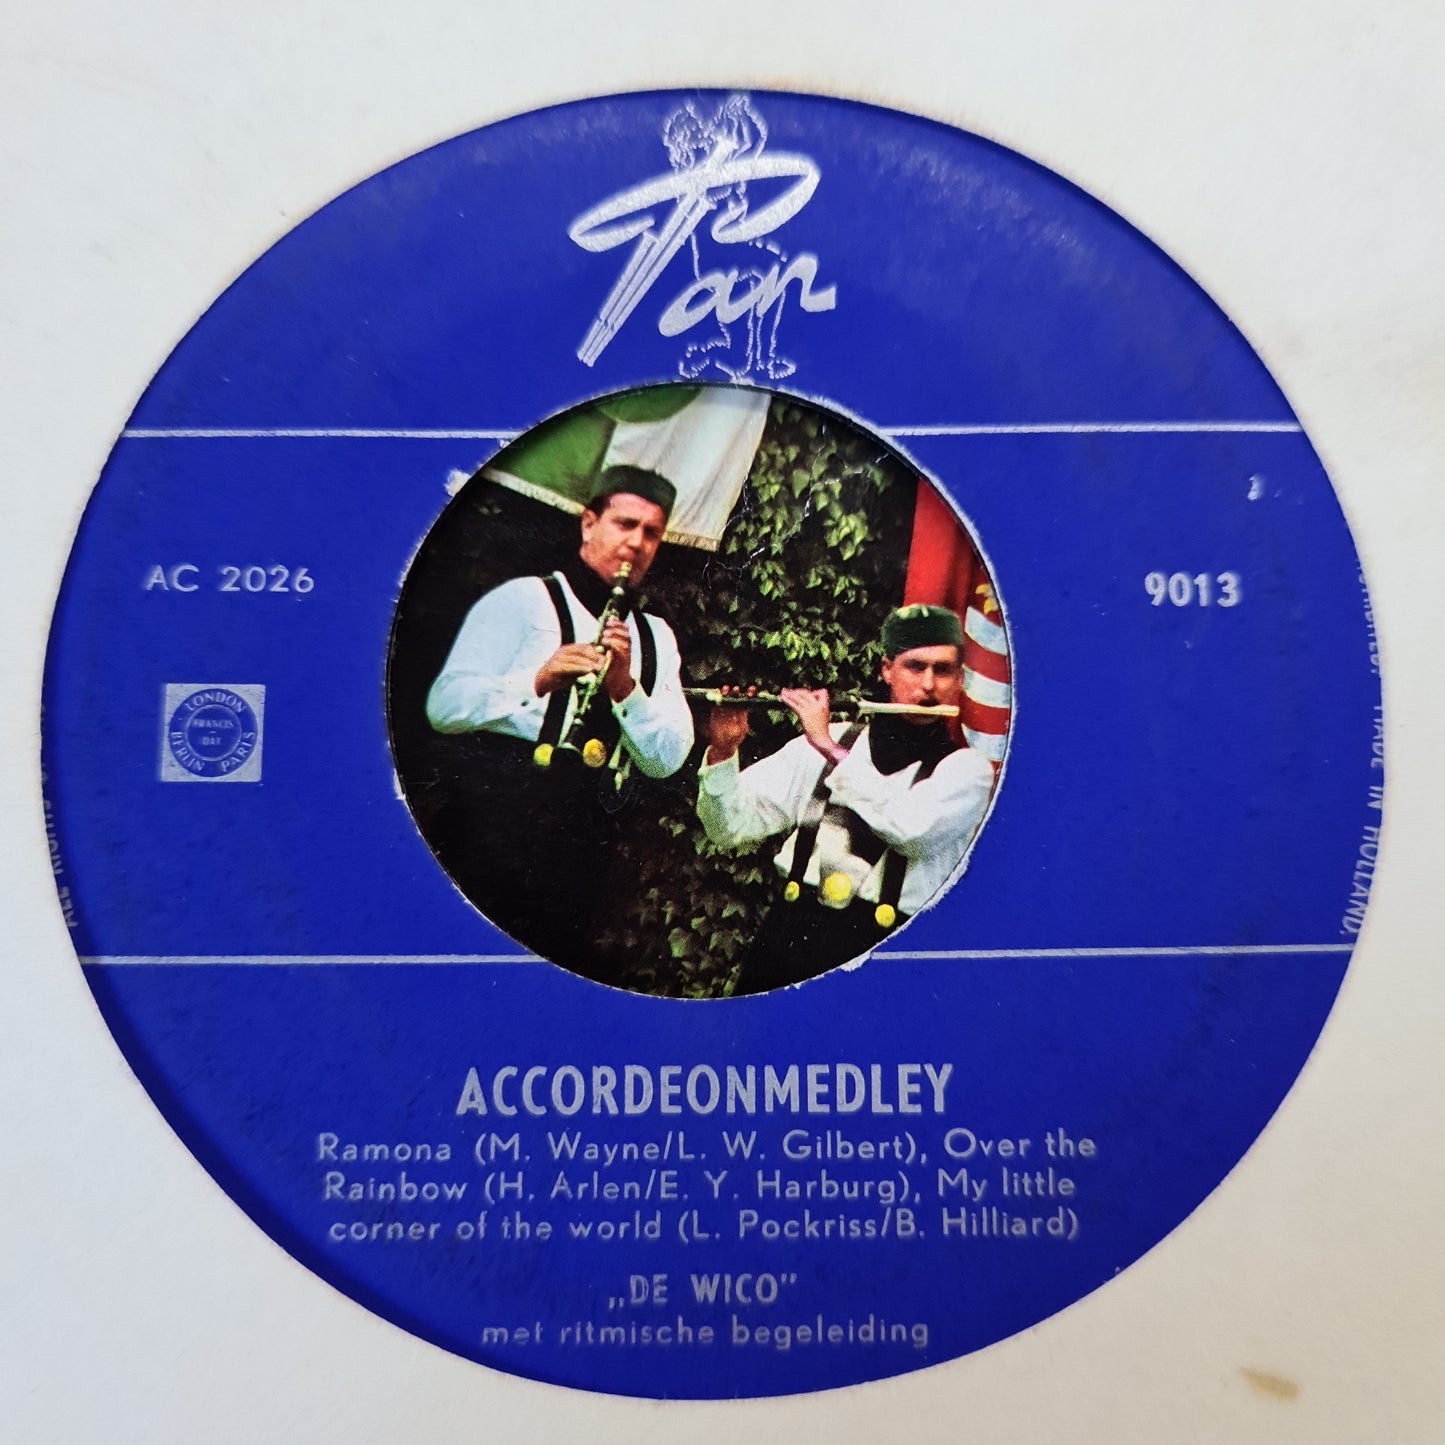 Pan
AC 2026
9013
LONDON
FRANCIS
DAY
BERLIN PARIS
MADE IN HOLLAND.
ALL
ACCORDEONMEDLEY
Ramona (M. Wayne/L. W. Gilbert), Over the
Rainbow (H. Arlen/E. Y. Harburg), My little
corner of the world (L. Pockriss/B. Hilliard)
„DE WICO"
met ritmische begeleiding